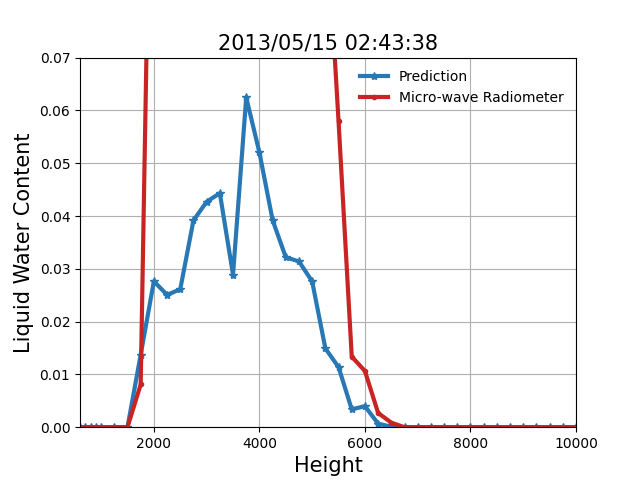 2013/05/15 02:43:38
0.07
0.06
0.05
0.04
0.03
0.02
0.01
0.00
Liquid Water Content
Prediction
Micro-wave Radiometer
2000 4000 6000 8000 10000
Height